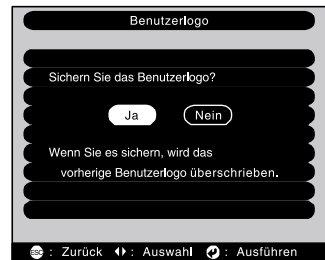 Benutzerlogo
Sichern Sie das Benutzerlogo?
Ja Nein
Wenn Sie es sichern, wird das
vorherige Benutzerlogo überschrieben.
ESC : Zurück : Auswahl : Ausführen